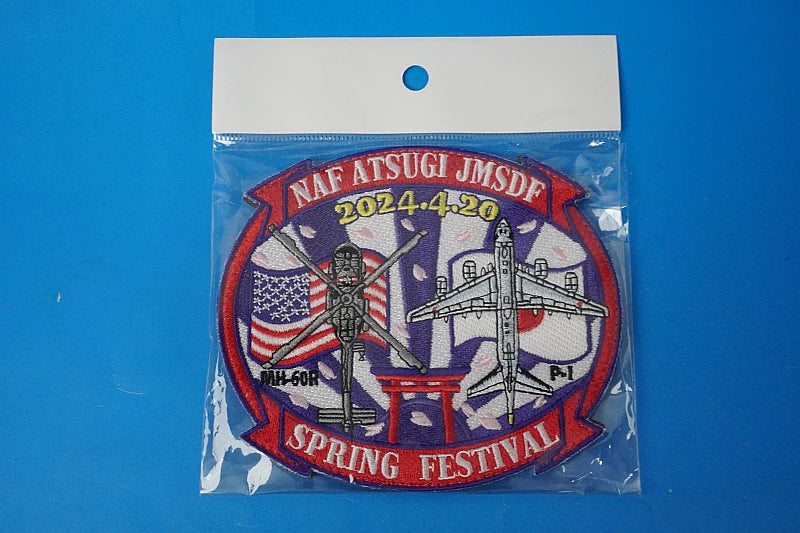 NAF ATSUGI JMSDF
2024.4.20
MH-60R
P-1
SPRING FESTIVAL